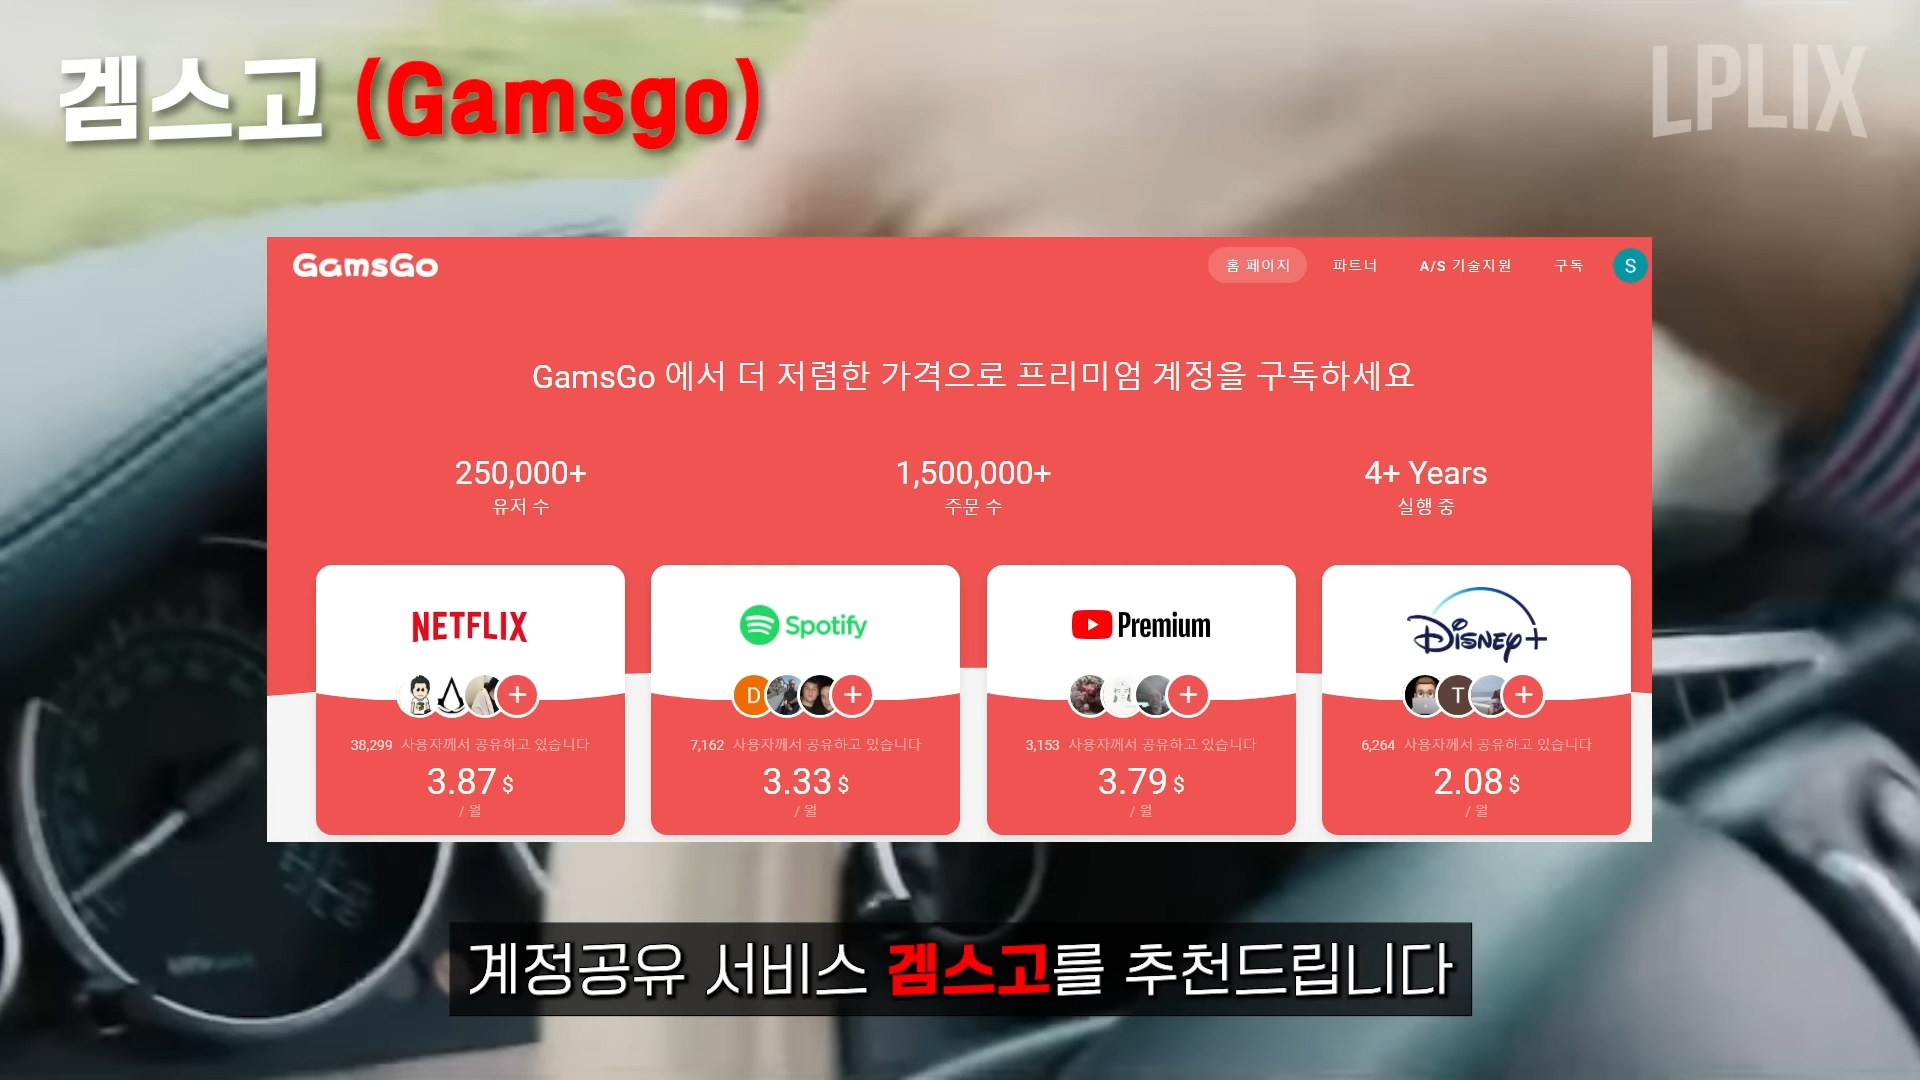 겜스고 (Gamsgo)
LPLIX
GamsGo
홈 페이지
파트너
A/S 기술지원
구독
S
GamsGo 에서 더 저렴한 가격으로 프리미엄 계정을 구독하세요
250,000+
유저 수
1,500,000+
주문 수
4+ Years
실행 중
NETFLIX
38,299 사용자께서 공유하고 있습니다
3.87 $
/ 월
Spotify
D
7,162 사용자께서 공유하고 있습니다
3.33 $
/ 월
Premium
3,153 사용자께서 공유하고 있습니다
3.79 $
/ 월
Disney+
T
6,264 사용자께서 공유하고 있습니다
2.08 $
/ 월
계정공유 서비스 겜스고를 추천드립니다